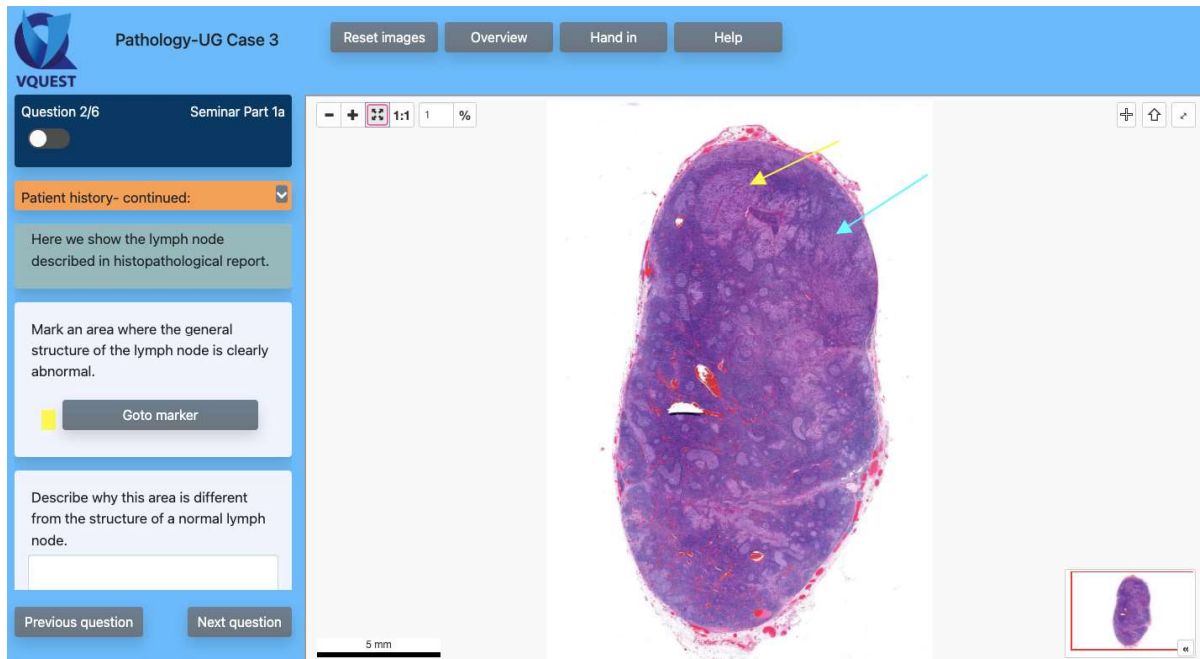 Pathology-UG Case 3
Reset images
Overview
Hand in
Help
VQUEST
Question 2/6
Seminar Part 1a
Patient history- continued:
Here we show the lymph node
described in histopathological report.
Mark an area where the general
structure of the lymph node is clearly
abnormal.
Goto marker
Describe why this area is different
from the structure of a normal lymph
node.
Previous question
Next question
- + 1:1 1 %
5 mm
«